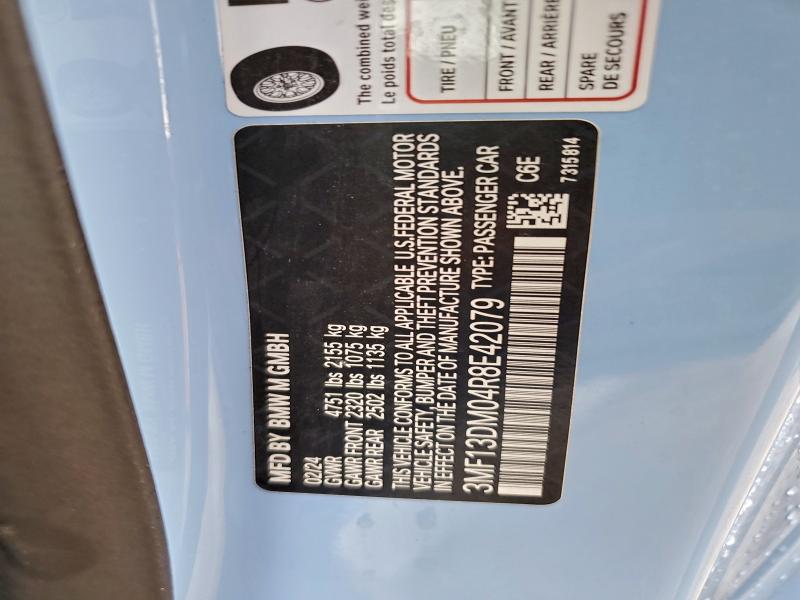 The combined wei
Le poids total des
TIRE / PNEU
FRONT / AVANT
REAR / ARRIÈRE
SPARE
DE SECOURS
MFD BY BMW M GMBH
02/24
GVWR 4751 lbs 2155 kg
GAWR FRONT 2320 lbs 1075 kg
GAWR REAR 2502 lbs 1135 kg
THIS VEHICLE CONFORMS TO ALL APPLICABLE U.S.FEDERAL MOTOR
VEHICLE SAFETY, BUMPER AND THEFT PREVENTION STANDARDS
IN EFFECT ON THE DATE OF MANUFACTURE SHOWN ABOVE.
3MF13DM04R8E42079 TYPE: PASSENGER CAR
C6E
7315814